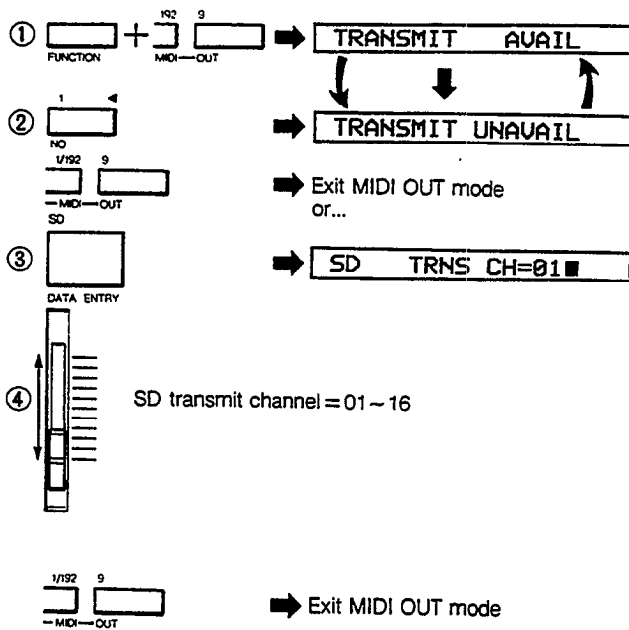 192 9
① + TRANSMIT AVAIL
FUNCTION MIDI OUT
1
② TRANSMIT UNAVAIL
NO
1/192 9
Exit MIDI OUT mode
MIDI OUT or...
SD
③ SD TRNS CH=01■
DATA ENTRY
④ SD transmit channel=01~16
1/192 9
Exit MIDI OUT mode
MIDI OUT